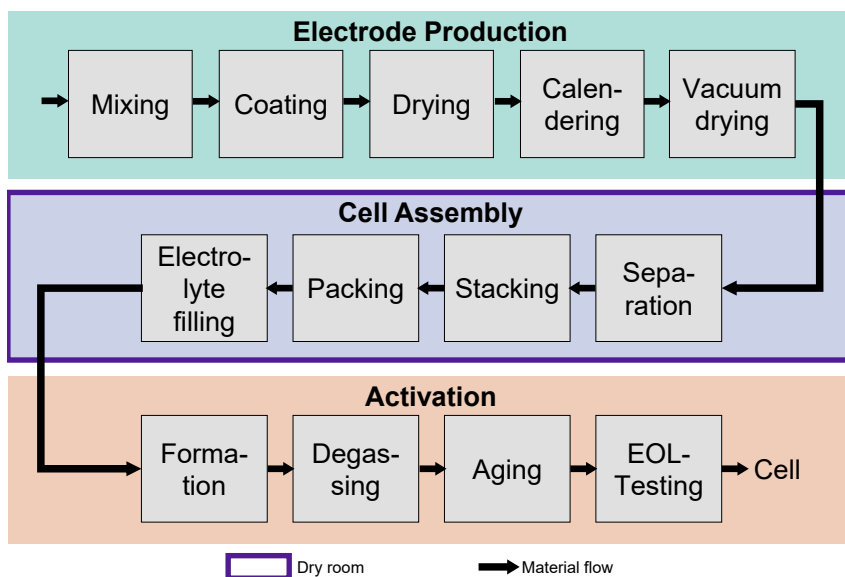 Electrode Production
Mixing
Coating
Drying
Calen-
dering
Vacuum
drying
Cell Assembly
Electro-
lyte
filling
Packing
Stacking
Sepa-
ration
Activation
Forma-
tion
Degas-
sing
Aging
EOL-
Testing
Cell
Dry room
Material flow